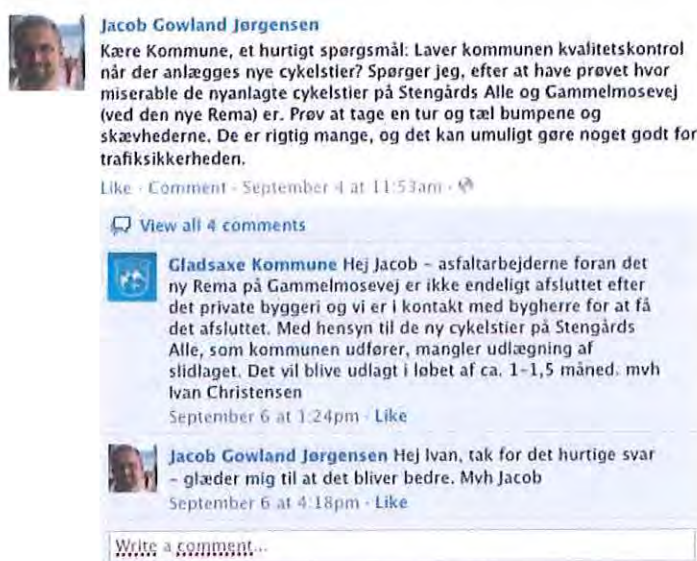 Jacob Gowland Jørgensen
Kære Kommune, et hurtigt spørgsmål: Laver kommunen kvalitetskontrol
når der anlægges nye cykelstier? Spørger jeg, efter at have prøvet hvor
miserable de nyanlagte cykelstier på Stengårds Alle og Gammelmosevej
(ved den nye Rema) er. Prøv at tage en tur og tæl bumpene og
skævhederne. De er rigtig mange, og det kan umuligt gøre noget godt for
trafiksikkerheden.
Like · Comment · September 4 at 11:53am ·
View all 4 comments
Gladsaxe Kommune Hej Jacob – asfaltarbejderne foran det
ny Rema på Gammelmosevej er ikke endeligt afsluttet efter
det private byggeri og vi er i kontakt med bygherre for at få
det afsluttet. Med hensyn til de ny cykelstier på Stengårds
Alle, som kommunen udfører, mangler udlægning af
slidlaget. Det vil blive udlagt i løbet af ca. 1-1,5 måned. mvh
Ivan Christensen
September 6 at 1:24pm · Like
Jacob Gowland Jørgensen Hej Ivan, tak for det hurtige svar
– glæder mig til at det bliver bedre. Mvh Jacob
September 6 at 4:18pm · Like
Write a comment...